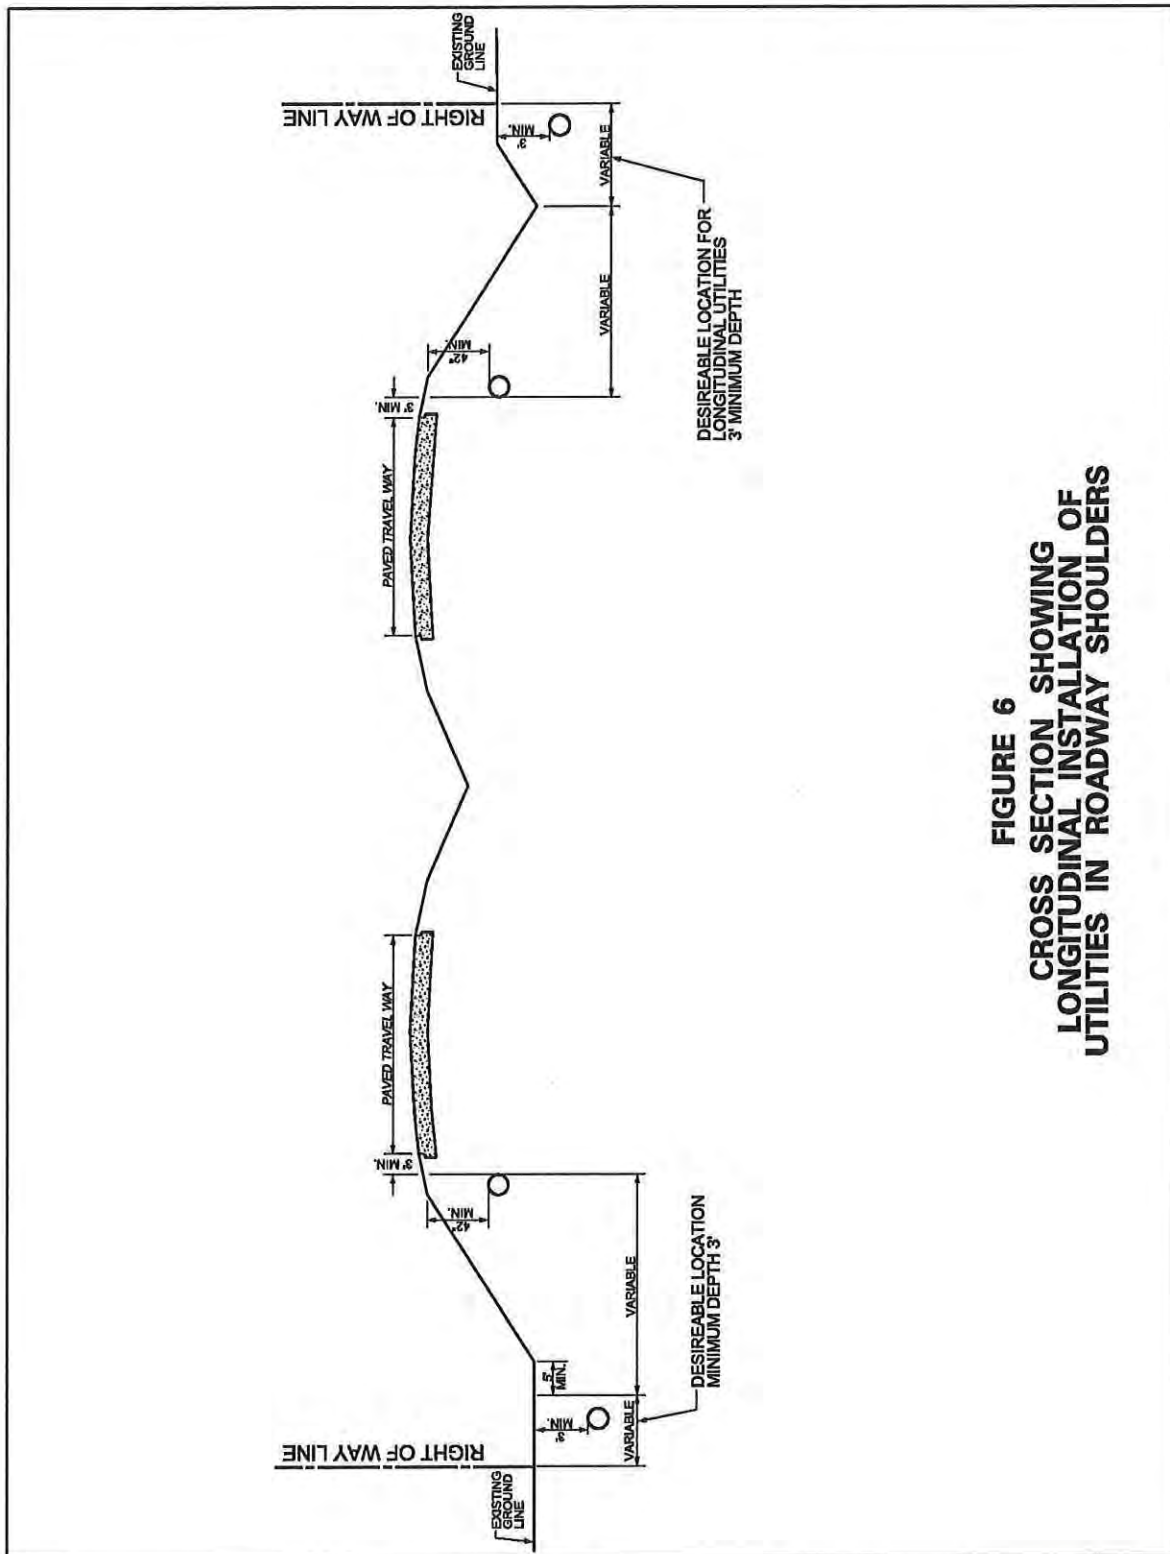 EXISTING
GROUND
LINE
RIGHT OF WAY LINE
3'
MIN.
VARIABLE
5'
MIN.
VARIABLE
DESIREABLE LOCATION
MINIMUM DEPTH 3'
42"
MIN.
3' MIN.
PAVED TRAVEL WAY
PAVED TRAVEL WAY
3' MIN.
42"
MIN.
VARIABLE
VARIABLE
DESIREABLE LOCATION FOR
LONGITUDINAL UTILITIES
3' MINIMUM DEPTH
3'
MIN.
RIGHT OF WAY LINE
EXISTING
GROUND
LINE
FIGURE 6
CROSS SECTION SHOWING
LONGITUDINAL INSTALLATION OF
UTILITIES IN ROADWAY SHOULDERS